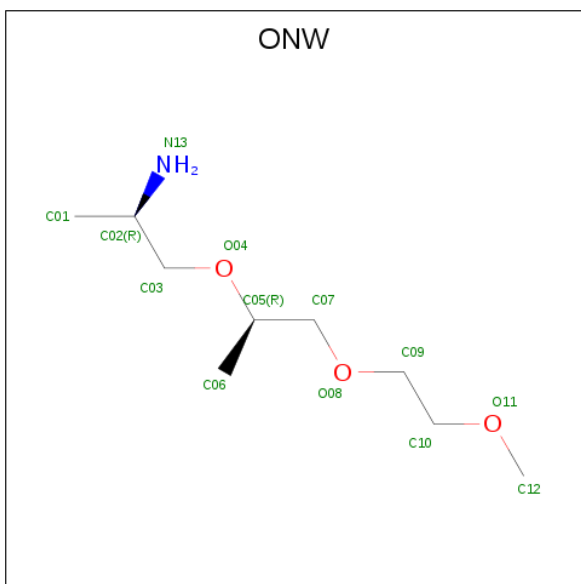 ONW
N13
NH₂
C01
C02(R)
O04
O
C03
C05(R)
C07
C06
C09
O
O08
O11
O
C10
C12